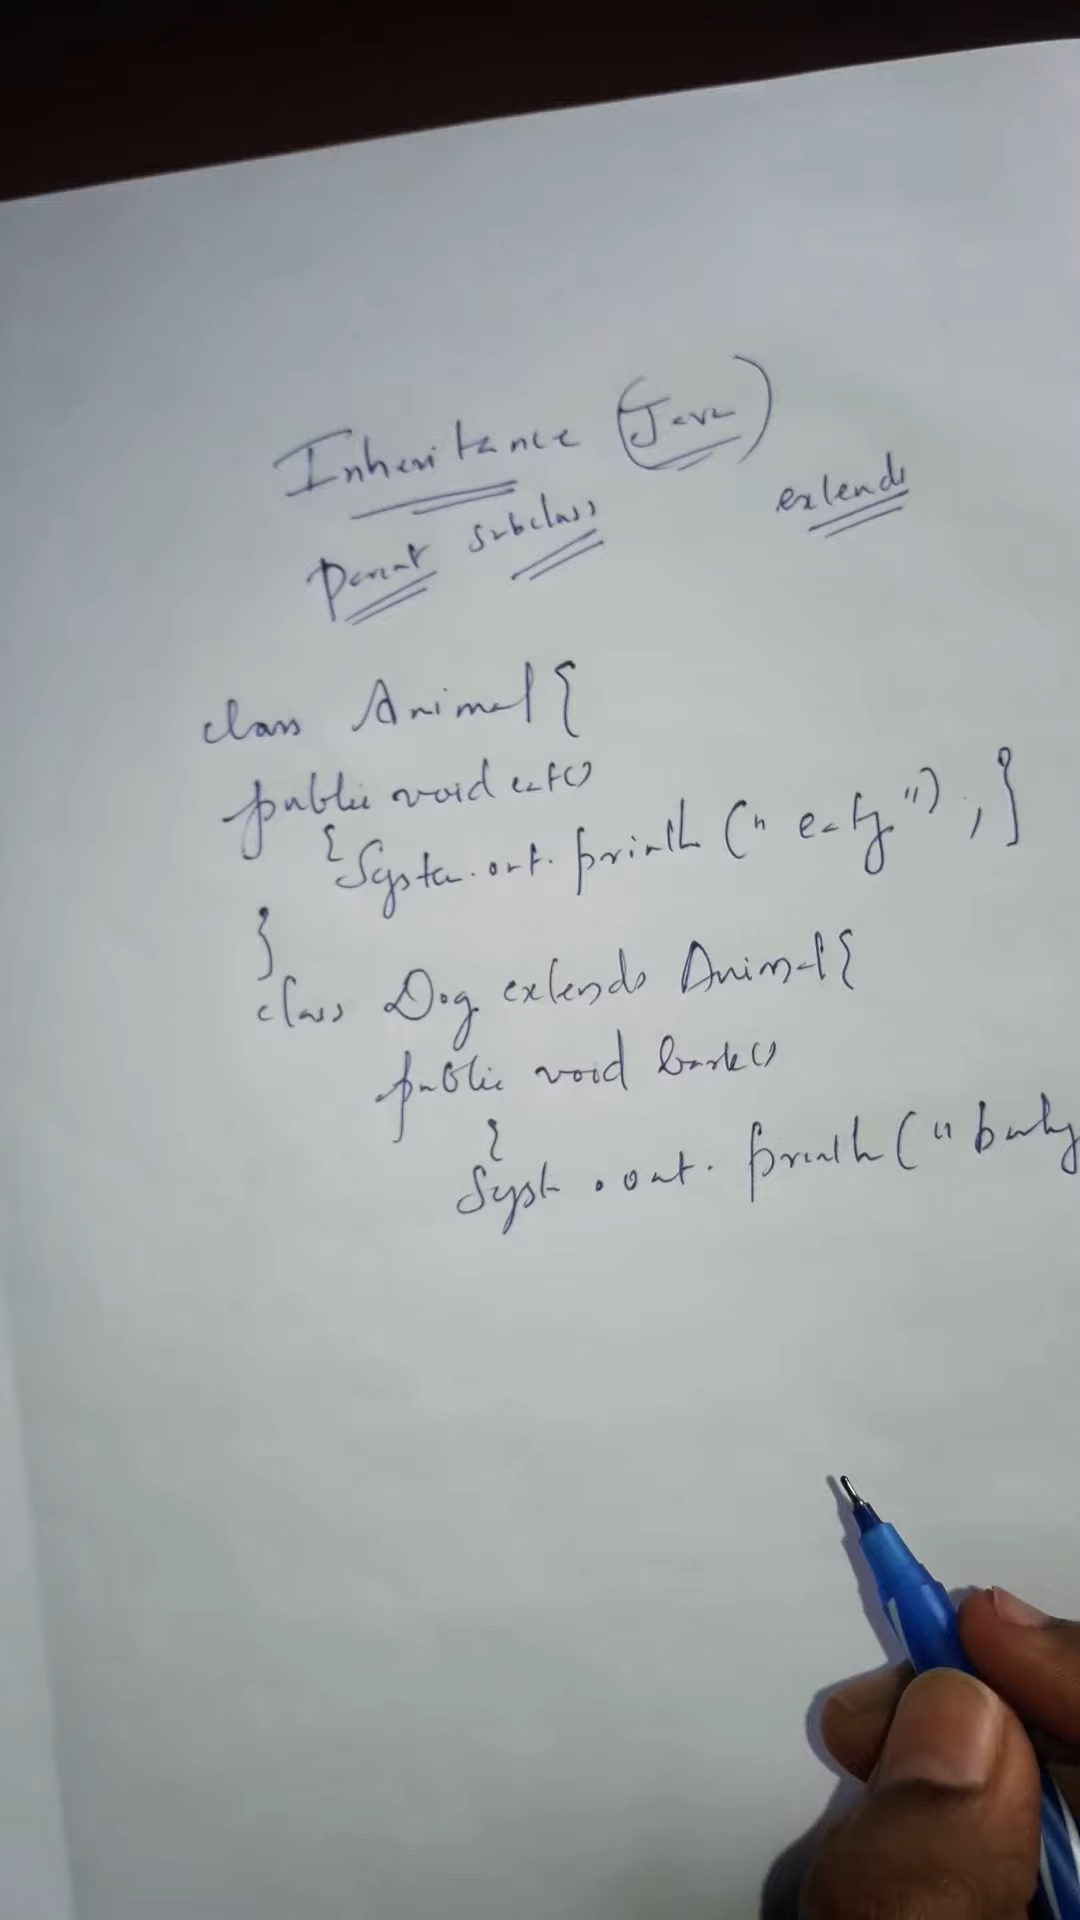 Inheritance (Java)
Parent subclass extends
class Animal {
public void eat()
{ System.out.println ("eating"); }
}
class Dog extends Animal {
public void bark()
{
System.out.println ("barking